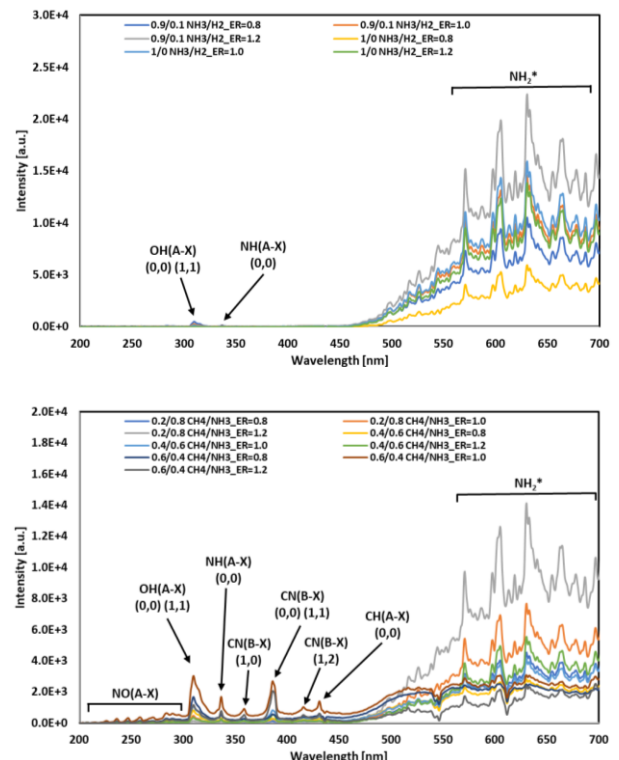 3.0E+4
2.5E+4
2.0E+4
1.5E+4
1.0E+4
5.0E+3
0.0E+0
Intensity [a.u.]
0.9/0.1 NH3/H2_ER=0.8
0.9/0.1 NH3/H2_ER=1.0
0.9/0.1 NH3/H2_ER=1.2
1/0 NH3/H2_ER=0.8
1/0 NH3/H2_ER=1.0
1/0 NH3/H2_ER=1.2
NH2*
OH(A-X)
(0,0) (1,1)
NH(A-X)
(0,0)
200 250 300 350 400 450 500 550 600 650 700
Wavelength [nm]
2.0E+4
1.8E+4
1.6E+4
1.4E+4
1.2E+4
1.0E+4
8.0E+3
6.0E+3
4.0E+3
2.0E+3
0.0E+0
Intensity [a.u.]
0.2/0.8 CH4/NH3_ER=0.8
0.2/0.8 CH4/NH3_ER=1.0
0.2/0.8 CH4/NH3_ER=1.2
0.4/0.6 CH4/NH3_ER=0.8
0.4/0.6 CH4/NH3_ER=1.0
0.4/0.6 CH4/NH3_ER=1.2
0.6/0.4 CH4/NH3_ER=0.8
0.6/0.4 CH4/NH3_ER=1.0
0.6/0.4 CH4/NH3_ER=1.2
NH2*
NH(A-X)
(0,0)
OH(A-X)
(0,0) (1,1)
CN(B-X)
(0,0) (1,1)
CH(A-X)
(0,0)
CN(B-X)
(1,0)
CN(B-X)
(1,2)
NO(A-X)
200 250 300 350 400 450 500 550 600 650 700
Wavelength [nm]